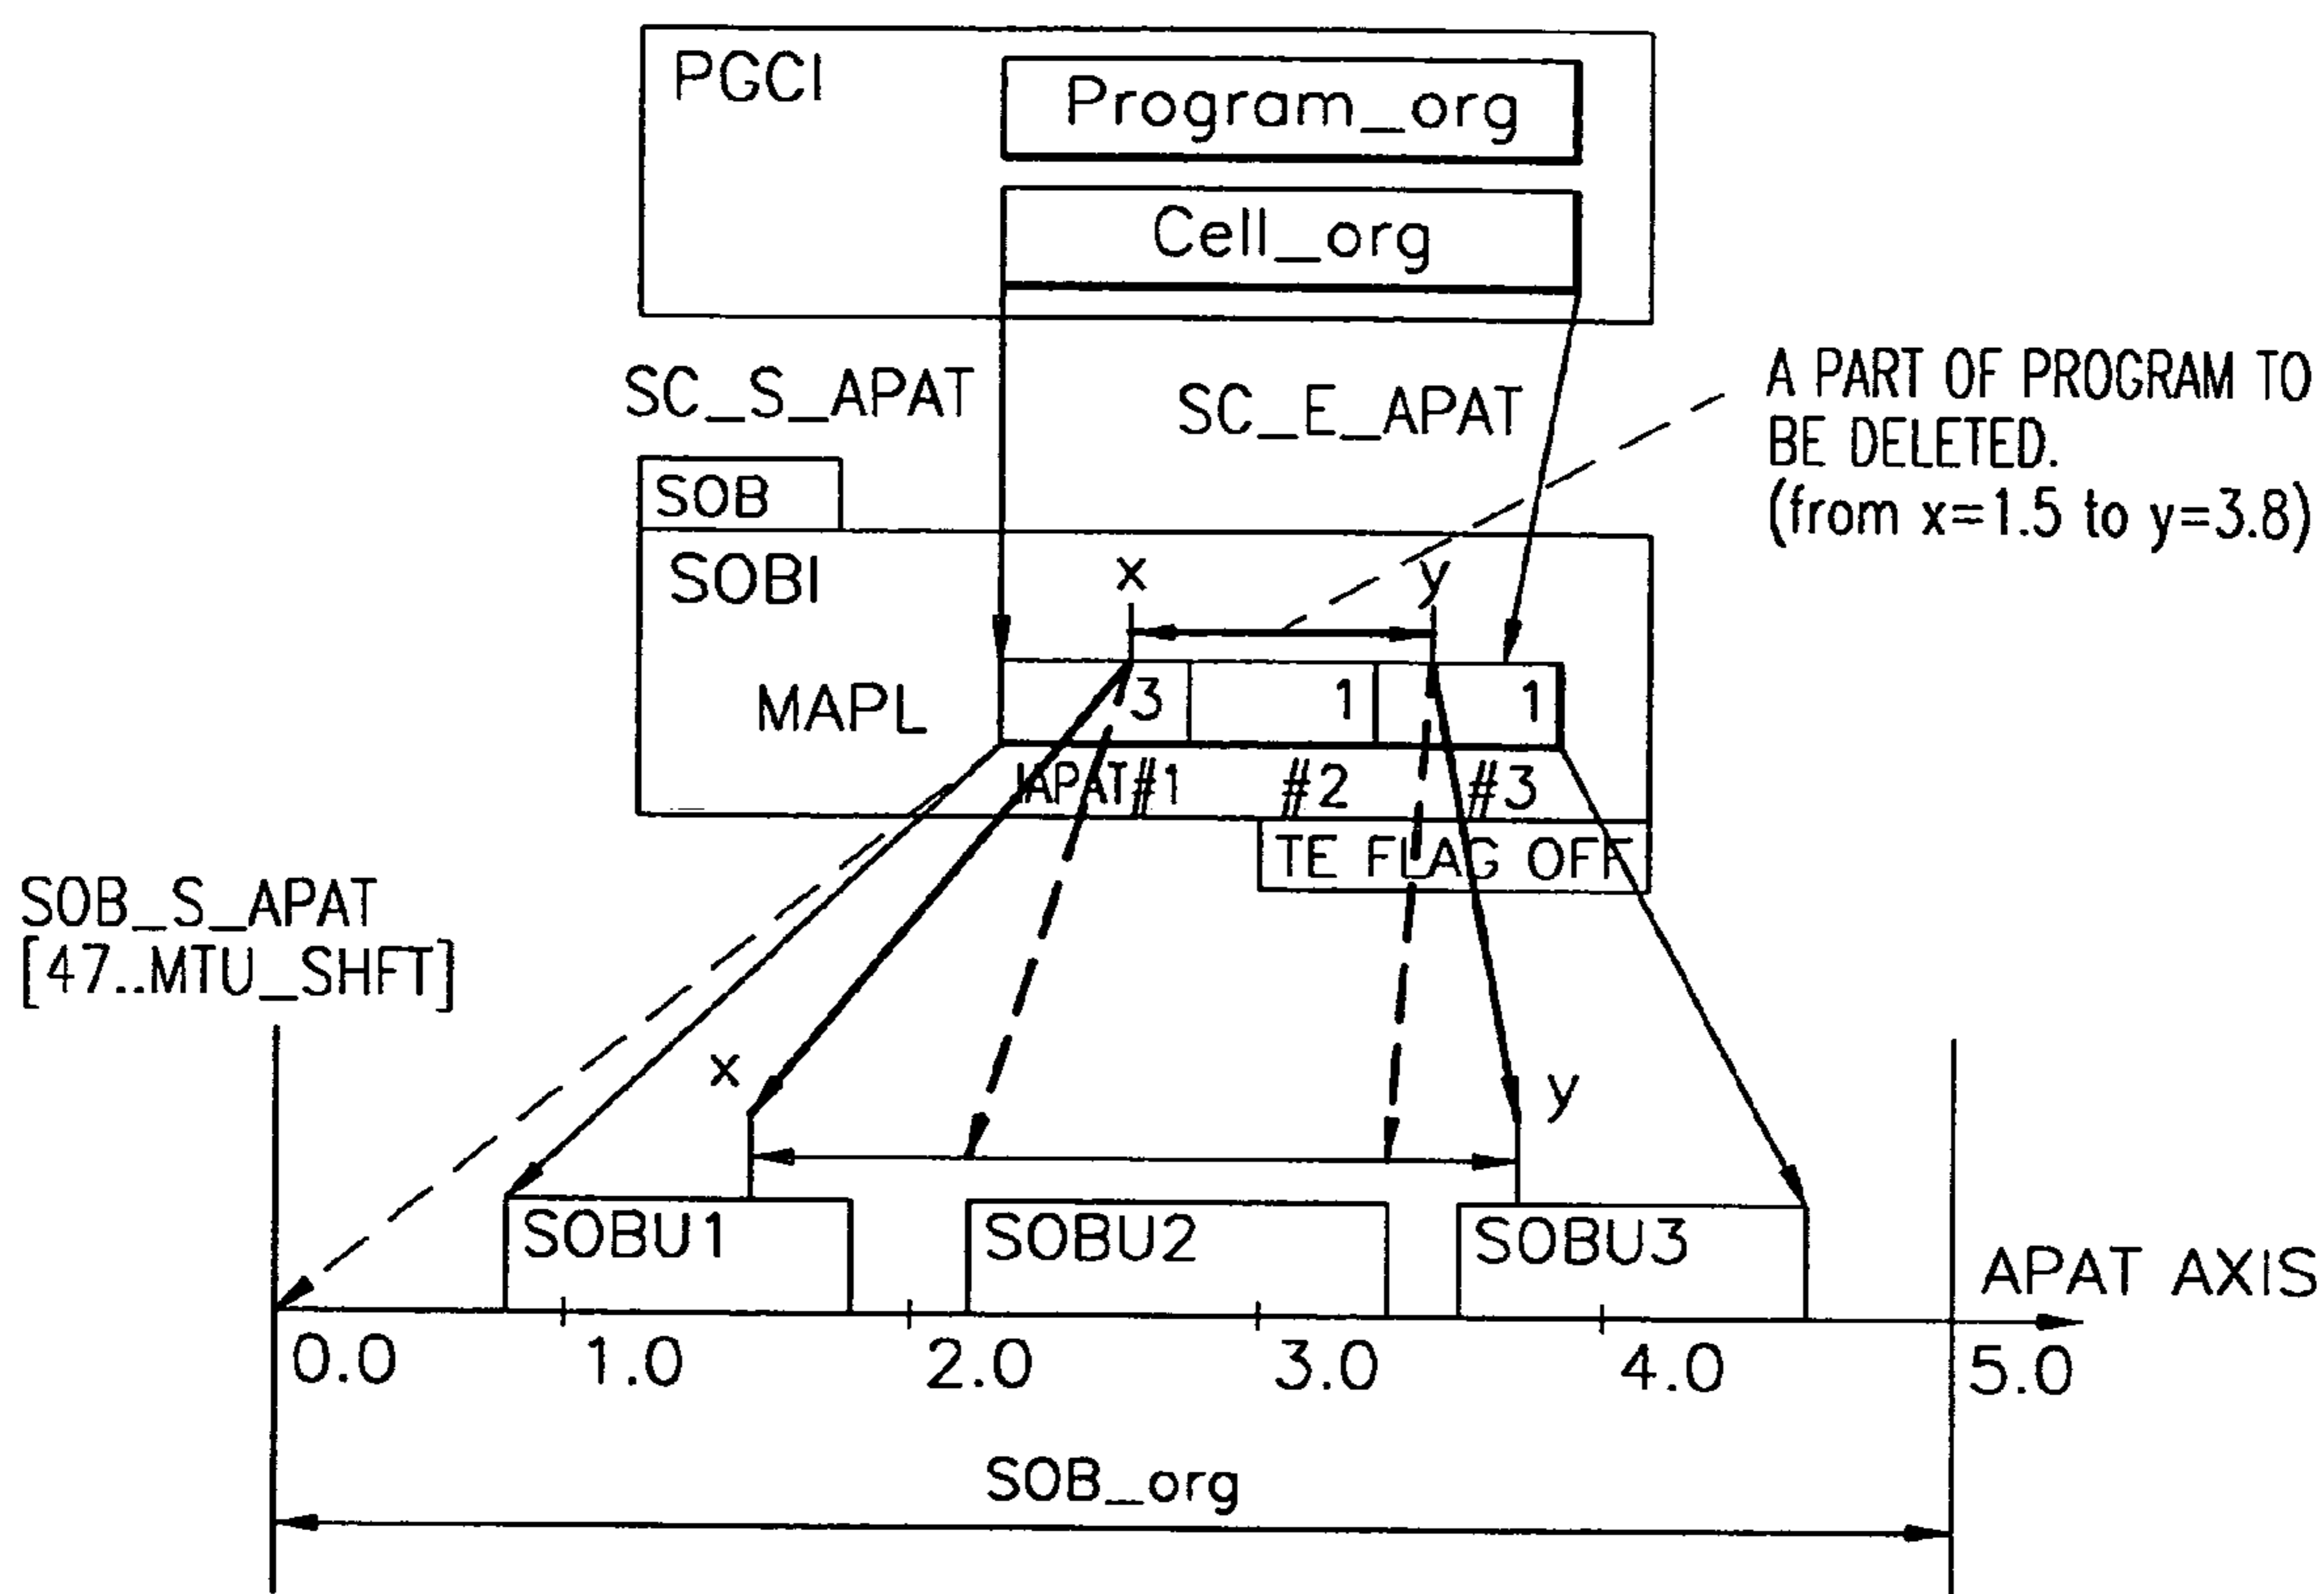 PGCI
Program_org
Cell_org
SC_S_APAT
SC_E_APAT
A PART OF PROGRAM TO
BE DELETED.
(from x=1.5 to y=3.8)
SOB
SOBI
x y
MAPL 3 1 1
IAPAT#1 #2 #3
TE FLAG OFF
SOB_S_APAT
[47..MTU_SHFT]
x y
SOBU1 SOBU2 SOBU3
APAT AXIS
0.0 1.0 2.0 3.0 4.0 5.0
SOB_org